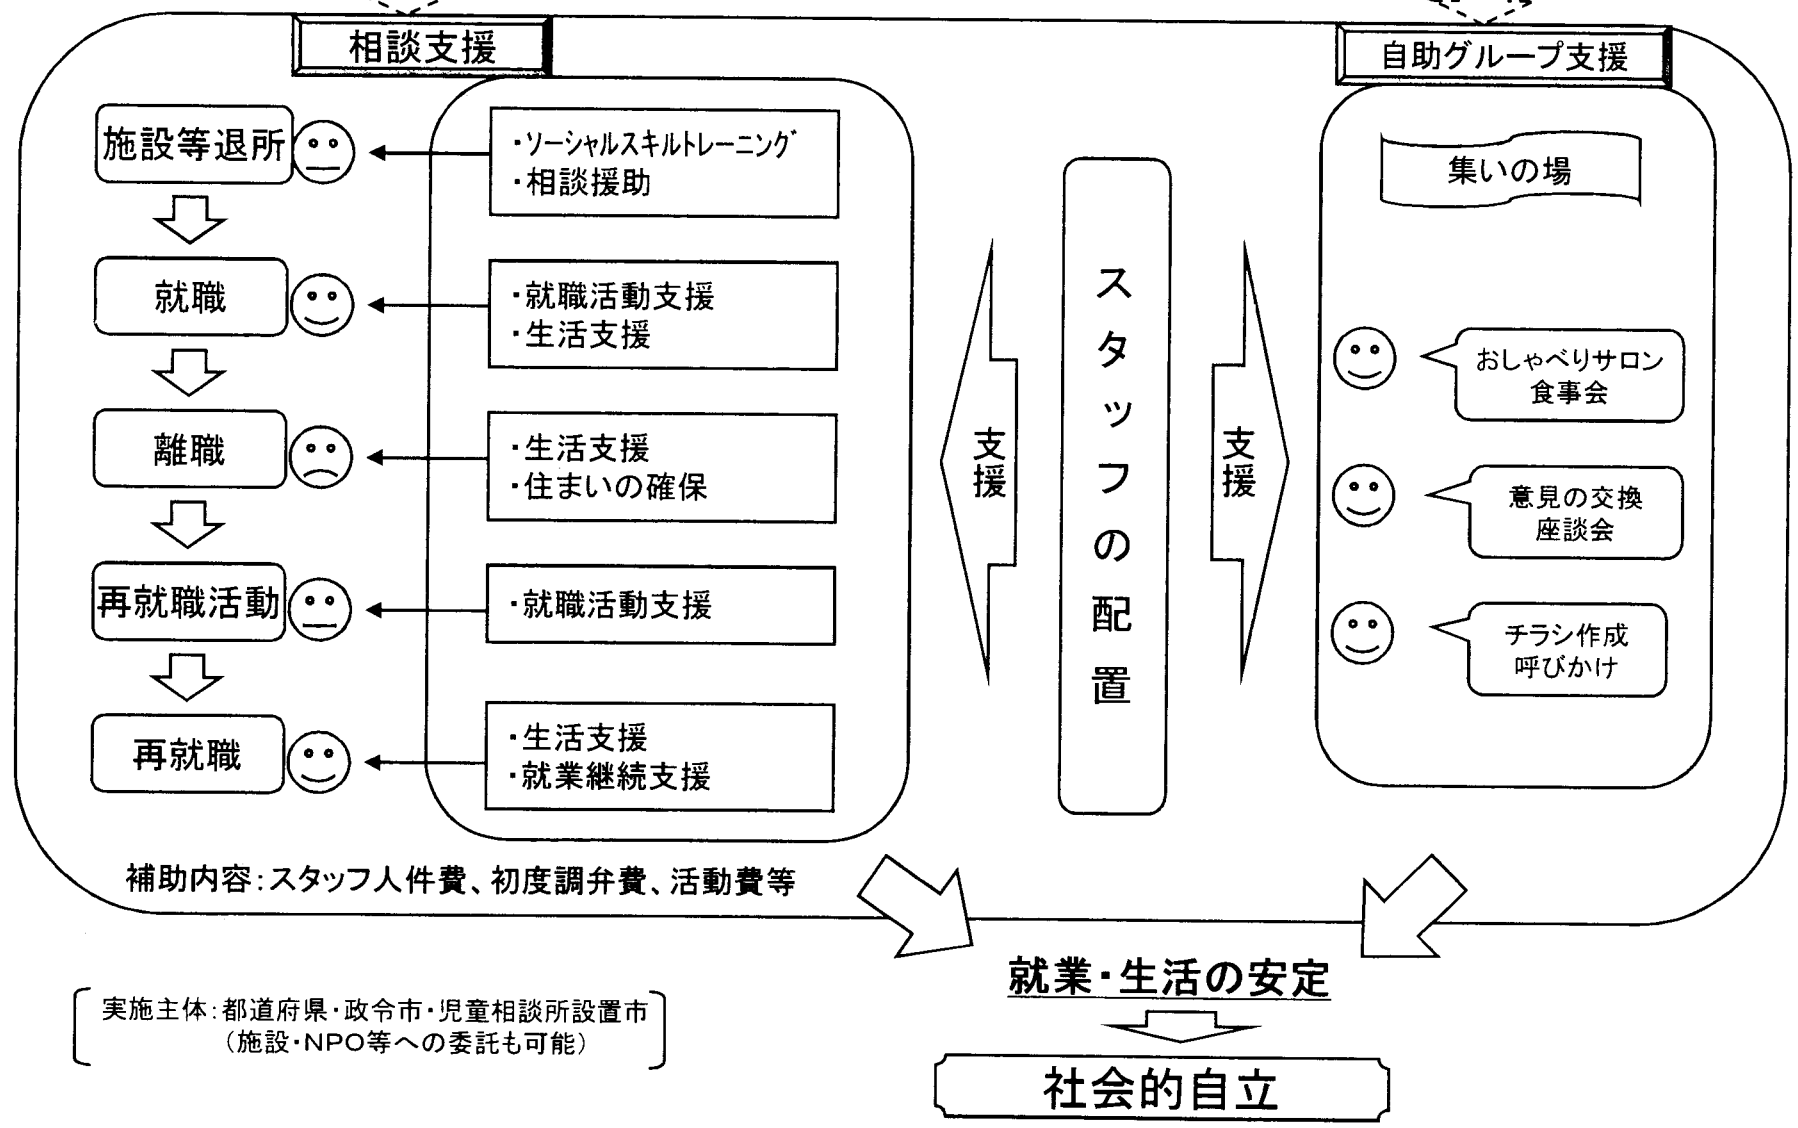 相談支援
施設等退所
・ソーシャルスキルトレーニング
・相談援助
就職
・就職活動支援
・生活支援
離職
・生活支援
・住まいの確保
再就職活動
・就職活動支援
再就職
・生活支援
・就業継続支援
支援
スタッフの配置
支援
自助グループ支援
集いの場
おしゃべりサロン
食事会
意見の交換
座談会
チラシ作成
呼びかけ
補助内容：スタッフ人件費、初度調弁費、活動費等
就業・生活の安定
実施主体：都道府県・政令市・児童相談所設置市
（施設・NPO等への委託も可能）
社会的自立